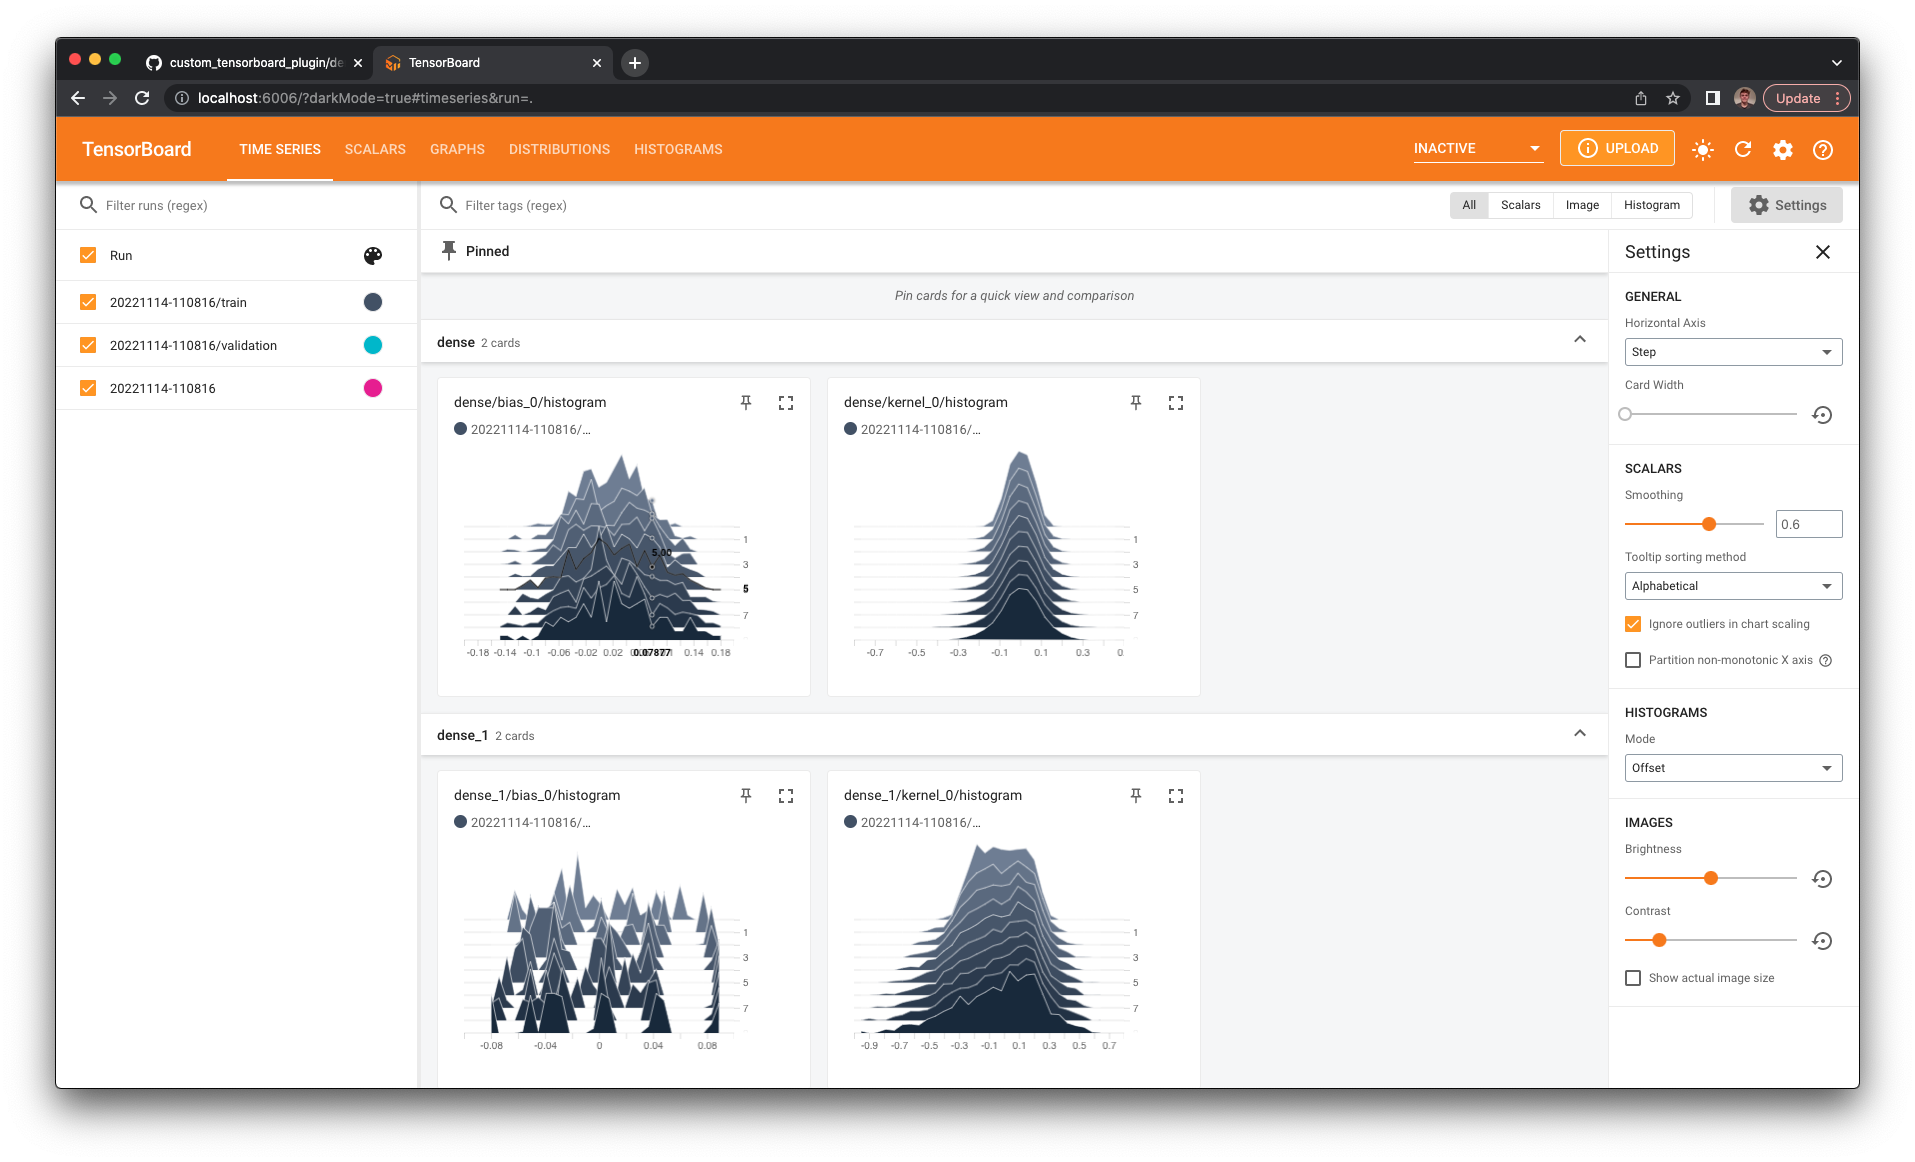 custom_tensorboard_plugin/de
TensorBoard
localhost:6006/?darkMode=true#timeseries&run=.
Update
TensorBoard
TIME SERIES
SCALARS
GRAPHS
DISTRIBUTIONS
HISTOGRAMS
INACTIVE
UPLOAD
Filter runs (regex)
Run
20221114-110816/train
20221114-110816/validation
20221114-110816
Filter tags (regex)
All
Scalars
Image
Histogram
Settings
Pinned
Pin cards for a quick view and comparison
dense 2 cards
dense/bias_0/histogram
20221114-110816/...
5.00
1
3
5
7
-0.18 -0.14 -0.1 -0.06 -0.02 0.02 0.07877 0.14 0.18
dense/kernel_0/histogram
20221114-110816/...
1
3
5
7
-0.7 -0.5 -0.3 -0.1 0.1 0.3 0.
dense_1 2 cards
dense_1/bias_0/histogram
20221114-110816/...
1
3
5
7
-0.08 -0.04 0 0.04 0.08
dense_1/kernel_0/histogram
20221114-110816/...
1
3
5
7
-0.9 -0.7 -0.5 -0.3 -0.1 0.1 0.3 0.5 0.7
Settings
GENERAL
Horizontal Axis
Step
Card Width
SCALARS
Smoothing
0.6
Tooltip sorting method
Alphabetical
Ignore outliers in chart scaling
Partition non-monotonic X axis
HISTOGRAMS
Mode
Offset
IMAGES
Brightness
Contrast
Show actual image size